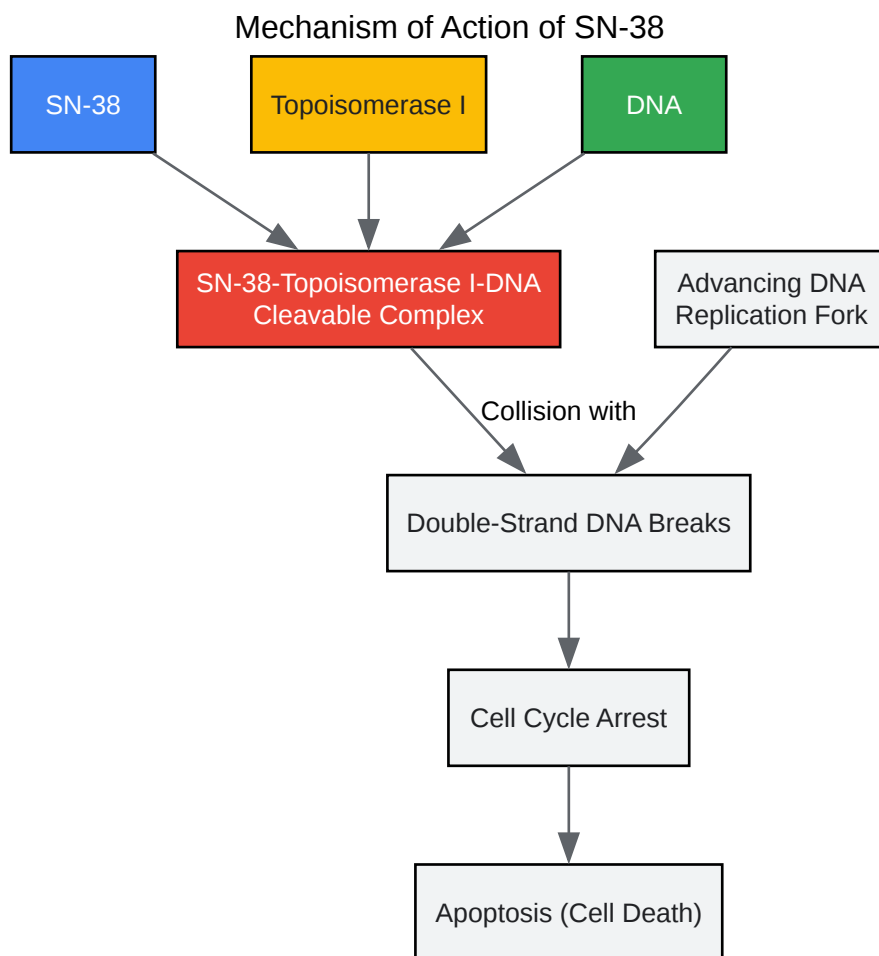 Mechanism of Action of SN-38
SN-38
Topoisomerase I
DNA
SN-38-Topoisomerase I-DNA
Cleavable Complex
Advancing DNA
Replication Fork
Collision with
Double-Strand DNA Breaks
Cell Cycle Arrest
Apoptosis (Cell Death)